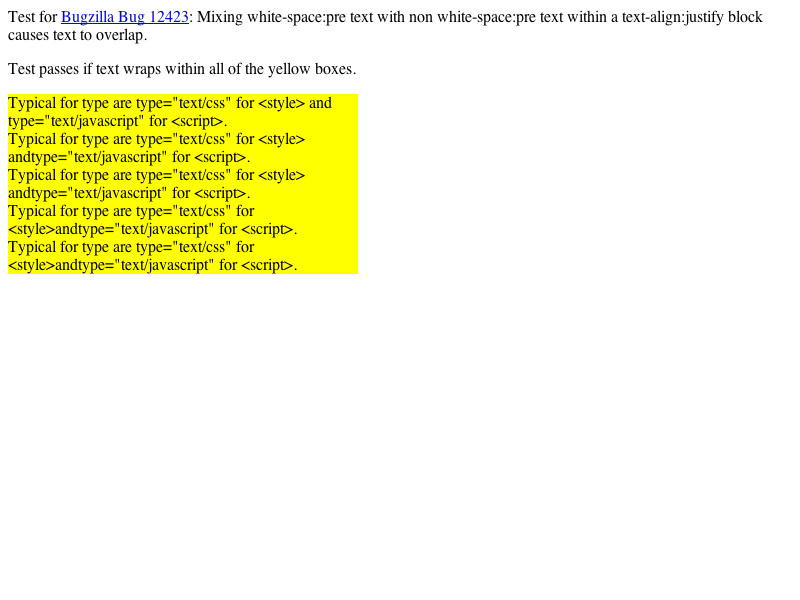 Test for Bugzilla Bug 12423: Mixing white-space:pre text with non white-space:pre text within a text-align:justify block
causes text to overlap.
Test passes if text wraps within all of the yellow boxes.
Typical for type are type="text/css" for <style> and
type="text/javascript" for <script>.
Typical for type are type="text/css" for <style>
andtype="text/javascript" for <script>.
Typical for type are type="text/css" for <style>
andtype="text/javascript" for <script>.
Typical for type are type="text/css" for
<style>andtype="text/javascript" for <script>.
Typical for type are type="text/css" for
<style>andtype="text/javascript" for <script>.